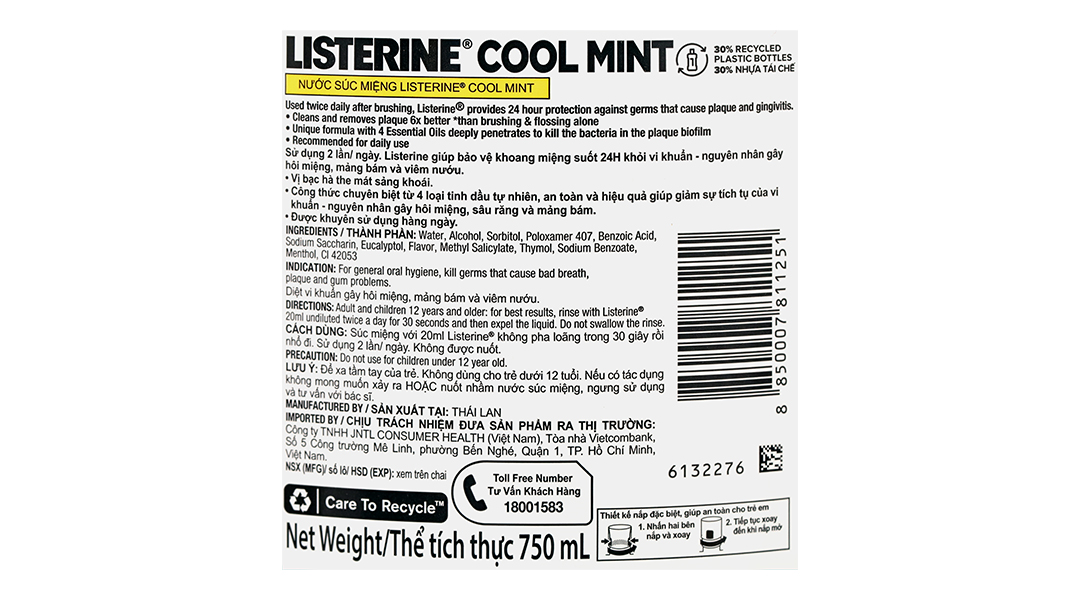 LISTERINE® COOL MINT
30% RECYCLED
PLASTIC BOTTLES
30% NHỰA TÁI CHẾ
NƯỚC SÚC MIỆNG LISTERINE® COOL MINT
Used twice daily after brushing, Listerine® provides 24 hour protection against germs that cause plaque and gingivitis.
• Cleans and removes plaque 6x better *than brushing & flossing alone
• Unique formula with 4 Essential Oils deeply penetrates to kill the bacteria in the plaque biofilm
• Recommended for daily use
Sử dụng 2 lần/ ngày. Listerine giúp bảo vệ khoang miệng suốt 24H khỏi vi khuẩn - nguyên nhân gây
hôi miệng, mảng bám và viêm nướu.
• Vị bạc hà the mát sảng khoái.
• Công thức chuyên biệt từ 4 loại tinh dầu tự nhiên, an toàn và hiệu quả giúp giảm sự tích tụ của vi
khuẩn - nguyên nhân gây hôi miệng, sâu răng và mảng bám.
• Được khuyên sử dụng hàng ngày.
INGREDIENTS / THÀNH PHẦN: Water, Alcohol, Sorbitol, Poloxamer 407, Benzoic Acid,
Sodium Saccharin, Eucalyptol, Flavor, Methyl Salicylate, Thymol, Sodium Benzoate,
Menthol, CI 42053
INDICATION: For general oral hygiene, kill germs that cause bad breath,
plaque and gum problems.
Diệt vi khuẩn gây hôi miệng, mảng bám và viêm nướu.
DIRECTIONS: Adult and children 12 years and older: for best results, rinse with Listerine®
20ml undiluted twice a day for 30 seconds and then expel the liquid. Do not swallow the rinse.
CÁCH DÙNG: Súc miệng với 20ml Listerine® không pha loãng trong 30 giây rồi
nhổ đi. Sử dụng 2 lần/ ngày. Không được nuốt.
PRECAUTION: Do not use for children under 12 year old.
LƯU Ý: Để xa tầm tay của trẻ. Không dùng cho trẻ dưới 12 tuổi. Nếu có tác dụng
không mong muốn xảy ra HOẶC nuốt nhầm nước súc miệng, ngưng sử dụng
và tư vấn với bác sĩ.
MANUFACTURED BY / SẢN XUẤT TẠI: THÁI LAN
IMPORTED BY / CHỊU TRÁCH NHIỆM ĐƯA SẢN PHẨM RA THỊ TRƯỜNG:
Công ty TNHH JNTL CONSUMER HEALTH (Việt Nam), Tòa nhà Vietcombank,
Số 5 Công trường Mê Linh, phường Bến Nghé, Quận 1, TP. Hồ Chí Minh,
Việt Nam.
NSX (MFG)/ số lô/ HSD (EXP): xem trên chai
8 850007 811251
6132276
Toll Free Number
Tư Vấn Khách Hàng
18001583
Care To Recycle™
Net Weight/Thể tích thực 750 mL
Thiết kế nắp đặc biệt, giúp an toàn cho trẻ em
1. Nhấn hai bên
nắp và xoay
2. Tiếp tục xoay
đến khi nắp mở